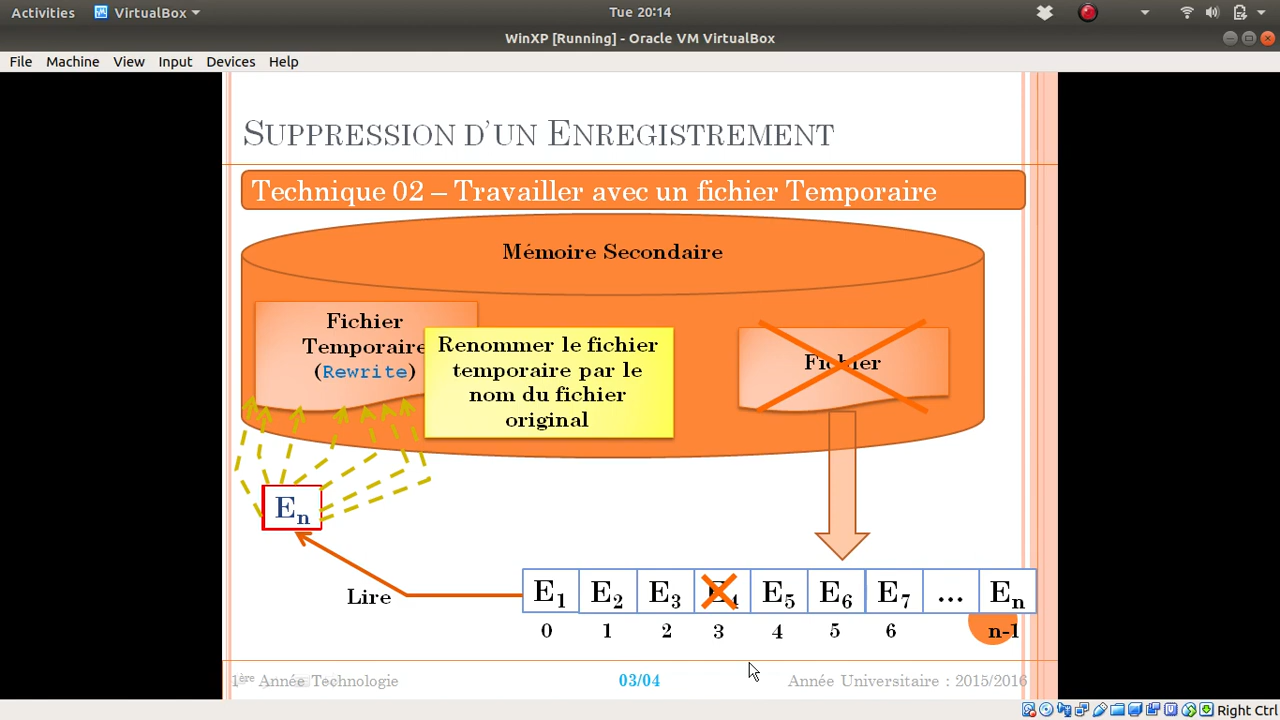 Activities VirtualBox Tue 20:14
WinXP [Running] - Oracle VM VirtualBox
File Machine View Input Devices Help
SUPPRESSION D'UN ENREGISTREMENT
Technique 02 – Travailler avec un fichier Temporaire
Mémoire Secondaire
Fichier
Temporaire
(Rewrite)
Renommer le fichier
temporaire par le
nom du fichier
original
Fichier
En
Lire
E1 E2 E3 E4 E5 E6 E7 ... En
0 1 2 3 4 5 6 n-1
1ère Année Technologie 03/04 Année Universitaire : 2015/2016
Right Ctrl